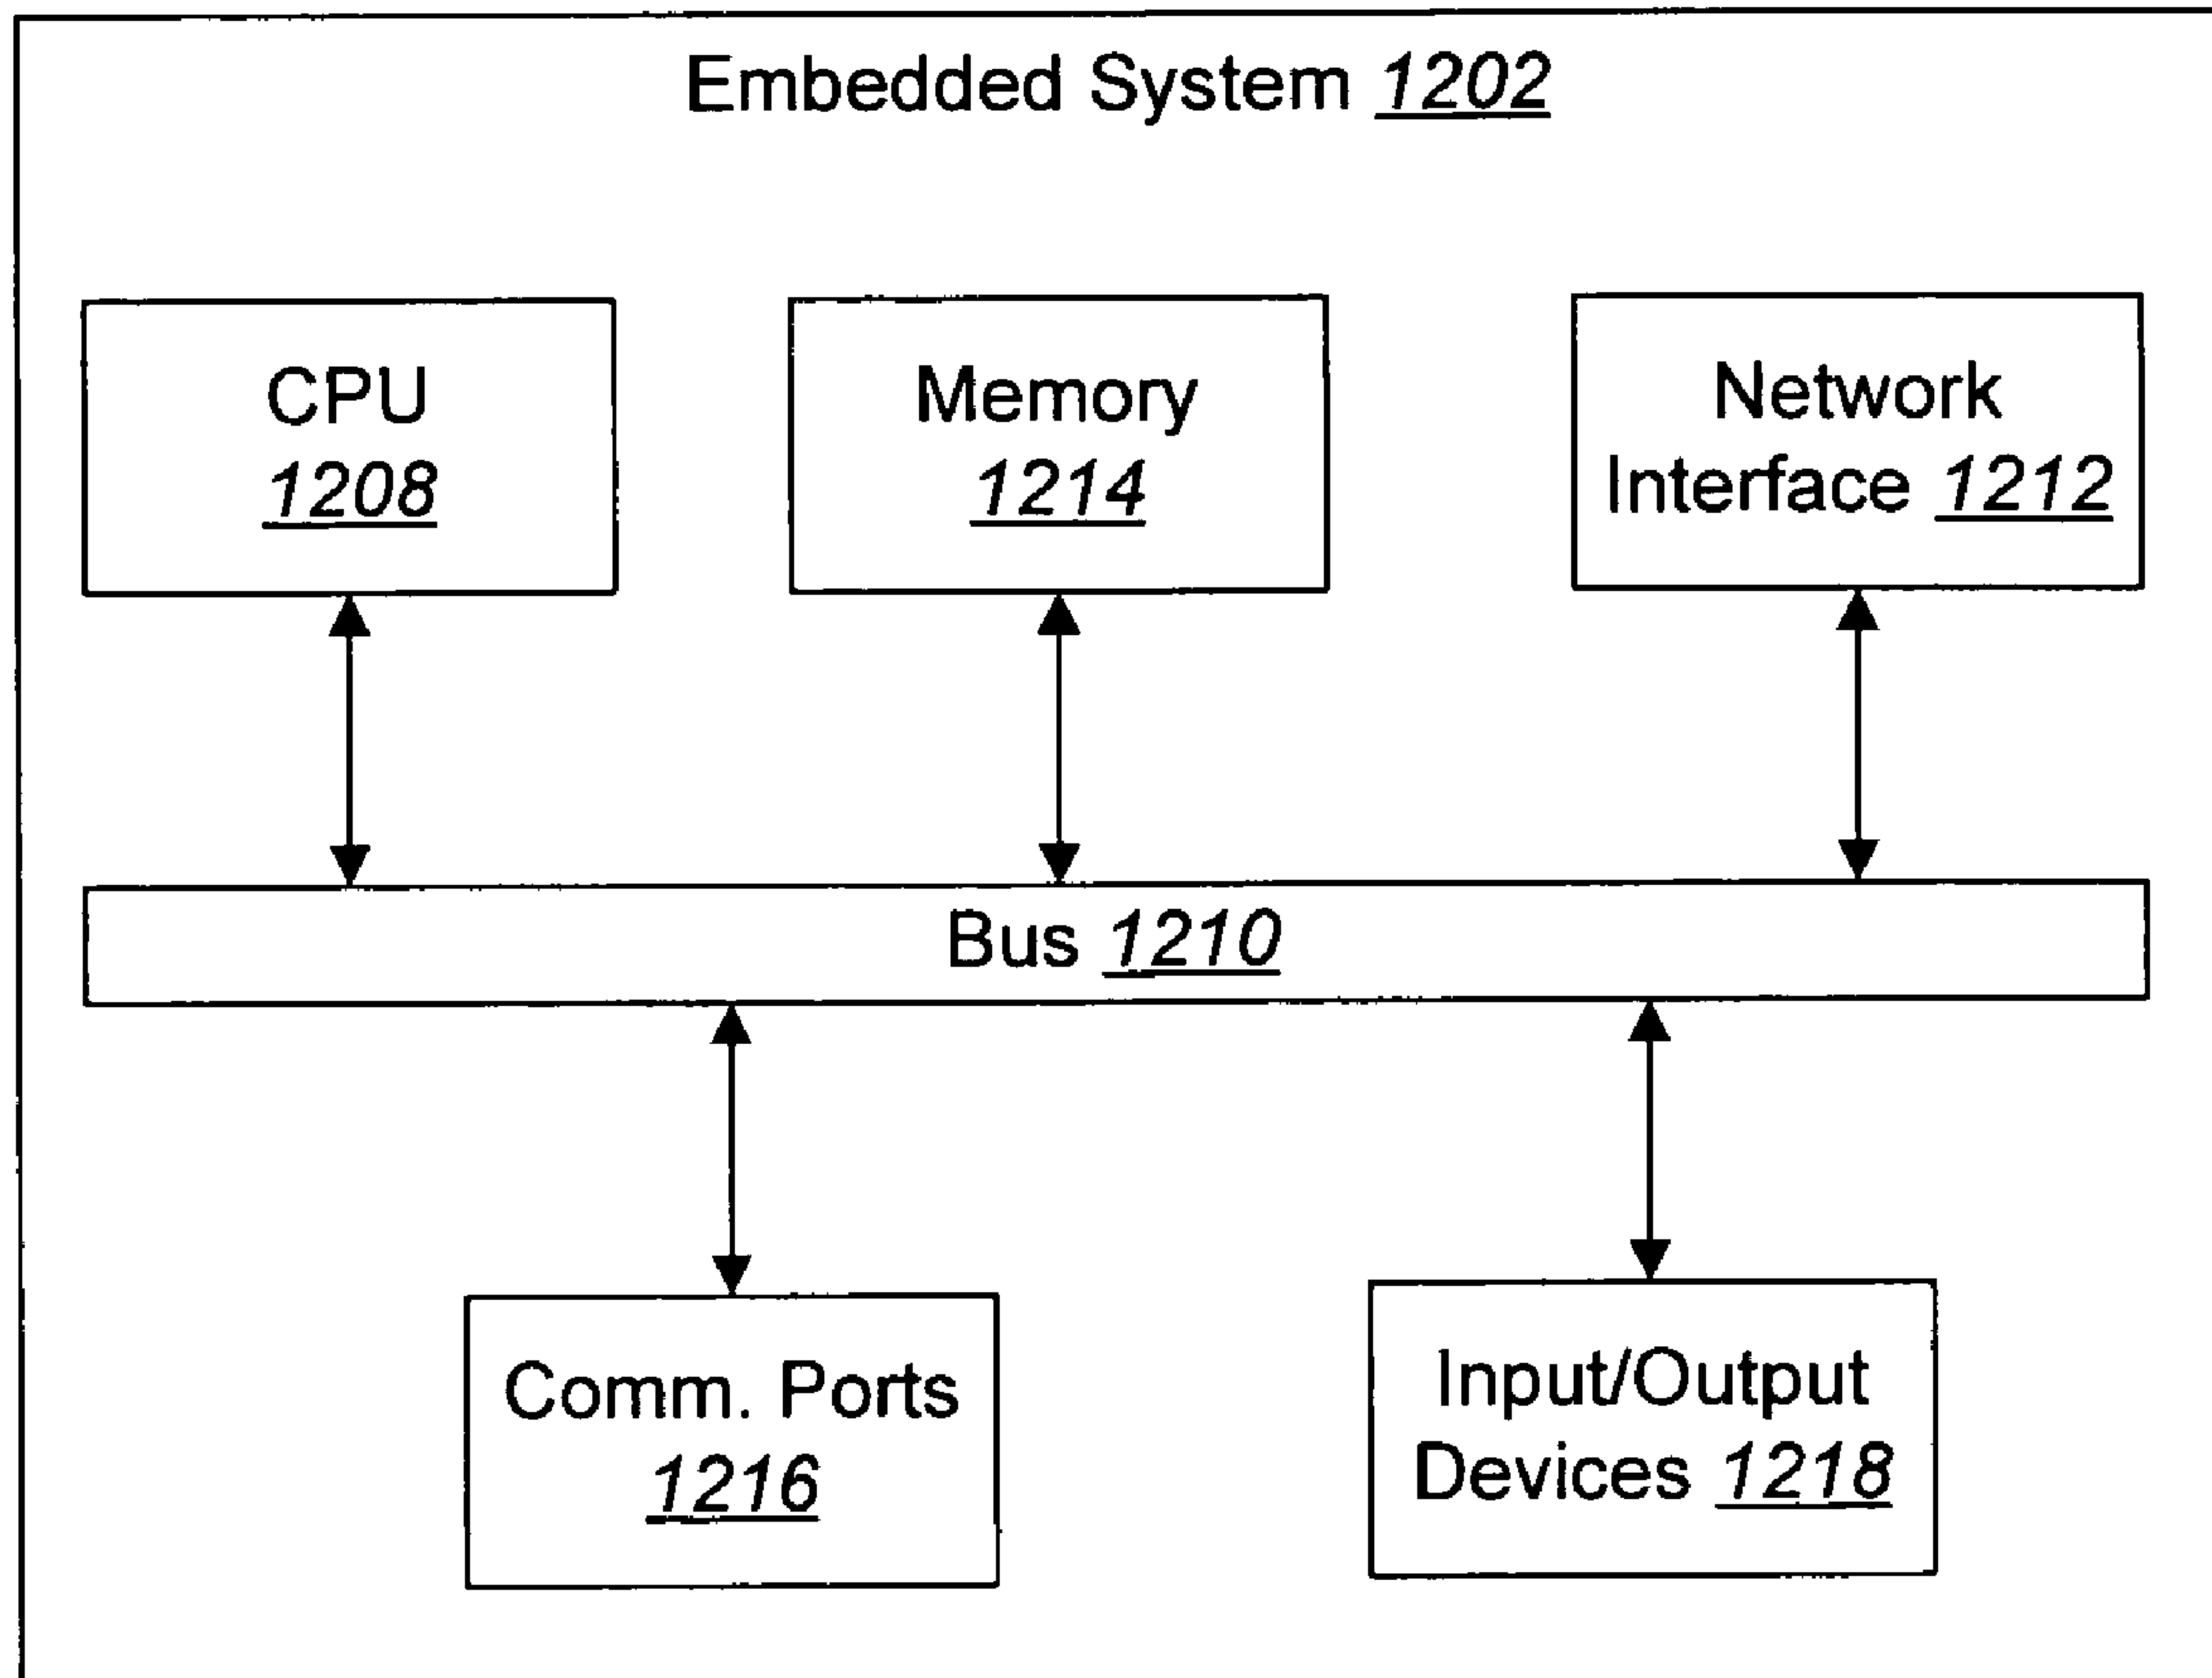 Embedded System 1202
CPU
1208
Memory
1214
Network
Interface 1212
Bus 1210
Comm. Ports
1216
Input/Output
Devices 1218